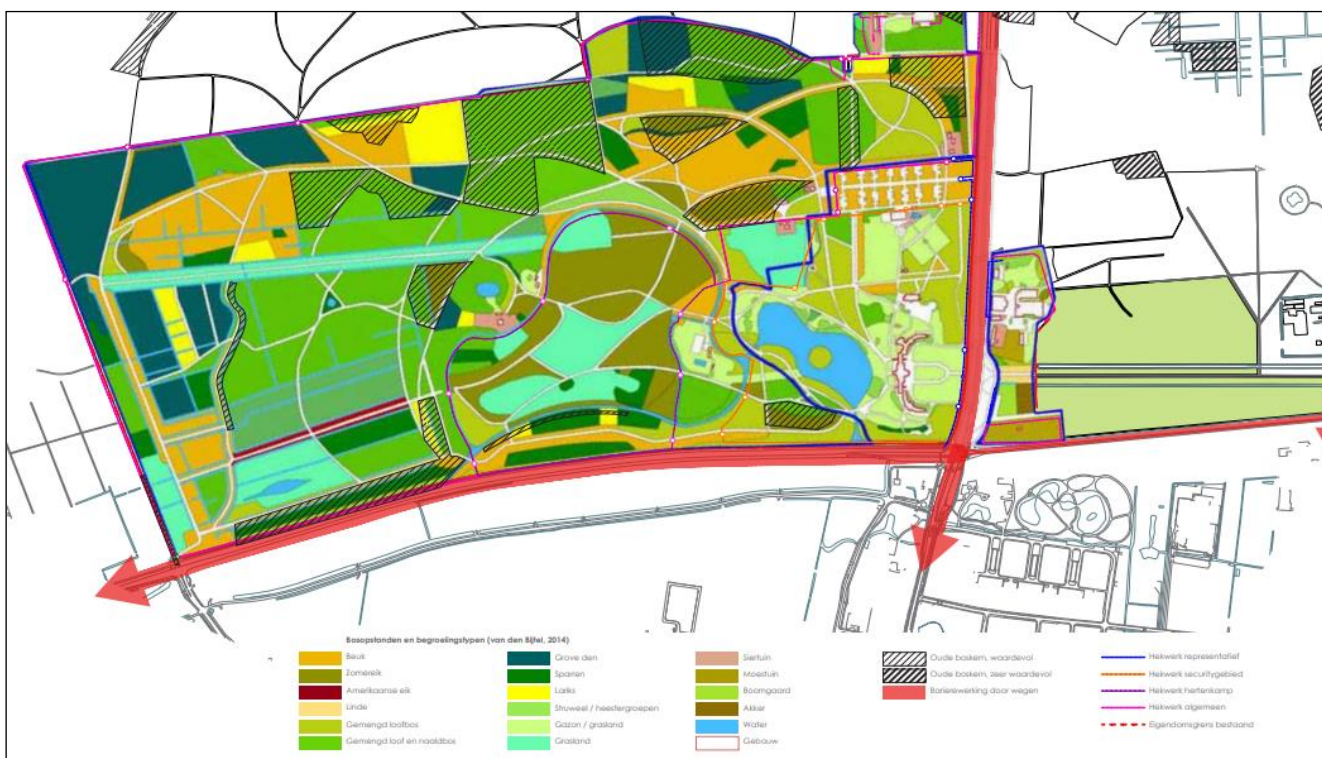 Bosopstanden en begroeiingstypen (van den Bijtel, 2014)
Beuk
Zomereik
Amerikaanse eik
Linde
Gemengd loofbos
Gemengd loof en naaldbos
Grove den
Sparren
Lariks
Struweel / heestergroepen
Gazon / grasland
Grasland
Siertuin
Moestuin
Boomgaard
Akker
Water
Gebouw
Oude boskern, waardevol
Oude boskern, zeer waardevol
Barierewerking door wegen
Hekwerk representatief
Hekwerk securitygebied
Hekwerk hertenkamp
Hekwerk algemeen
Eigendomsgrens bestaand